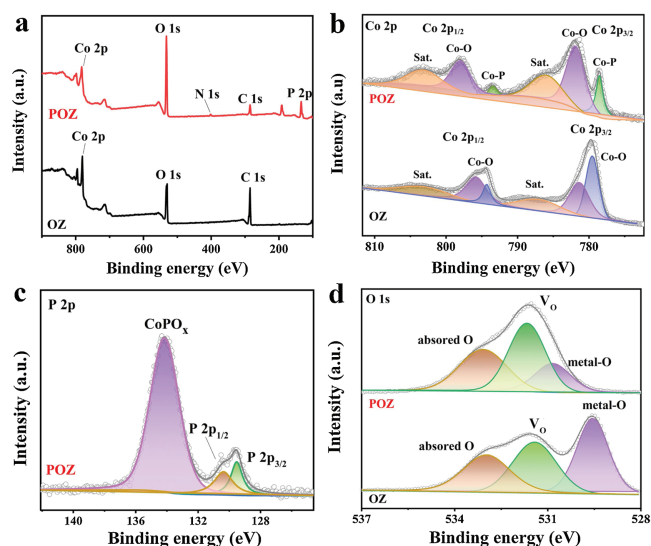 a
Co 2p
O 1s
N 1s
C 1s
P 2p
POZ
Co 2p
O 1s
C 1s
OZ
Intensity (a.u.)
800 600 400 200
Binding energy (eV)
b
Co 2p
Co 2p1/2
Co-O
Co 2p3/2
Sat.
Co-O
Co-P
Sat.
Co-P
POZ
Co 2p1/2
Co 2p3/2
Co-O
Co-O
Sat.
Sat.
OZ
Intensity (a.u.)
810 800 790 780
Binding energy (eV)
c
P 2p
CoPOx
P 2p1/2
P 2p3/2
POZ
Intensity (a.u.)
140 136 132 128
Binding energy (eV)
d
O 1s
VO
absored O
metal-O
POZ
metal-O
VO
absored O
OZ
Intensity (a.u.)
537 534 531 528
Binding energy (eV)